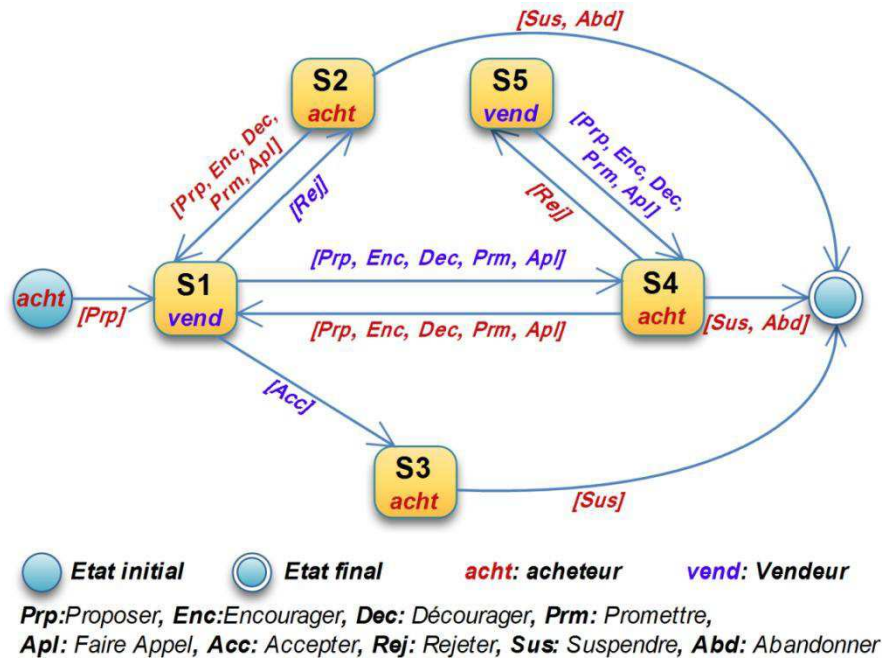 [Sus, Abd]
S2
acht
S5
vend
[Prp, Enc, Dec,
Prm, Apl]
[Rej]
[Rej]
[Prp, Enc, Dec,
Prm, Apl]
acht
[Prp]
S1
vend
[Prp, Enc, Dec, Prm, Apl]
[Prp, Enc, Dec, Prm, Apl]
S4
acht
[Sus, Abd]
[Acc]
S3
acht
[Sus]
Etat initial
Etat final
acht: acheteur
vend: Vendeur
Prp:Proposer, Enc:Encourager, Dec: Décourager, Prm: Promettre,
Apl: Faire Appel, Acc: Accepter, Rej: Rejeter, Sus: Suspendre, Abd: Abandonner